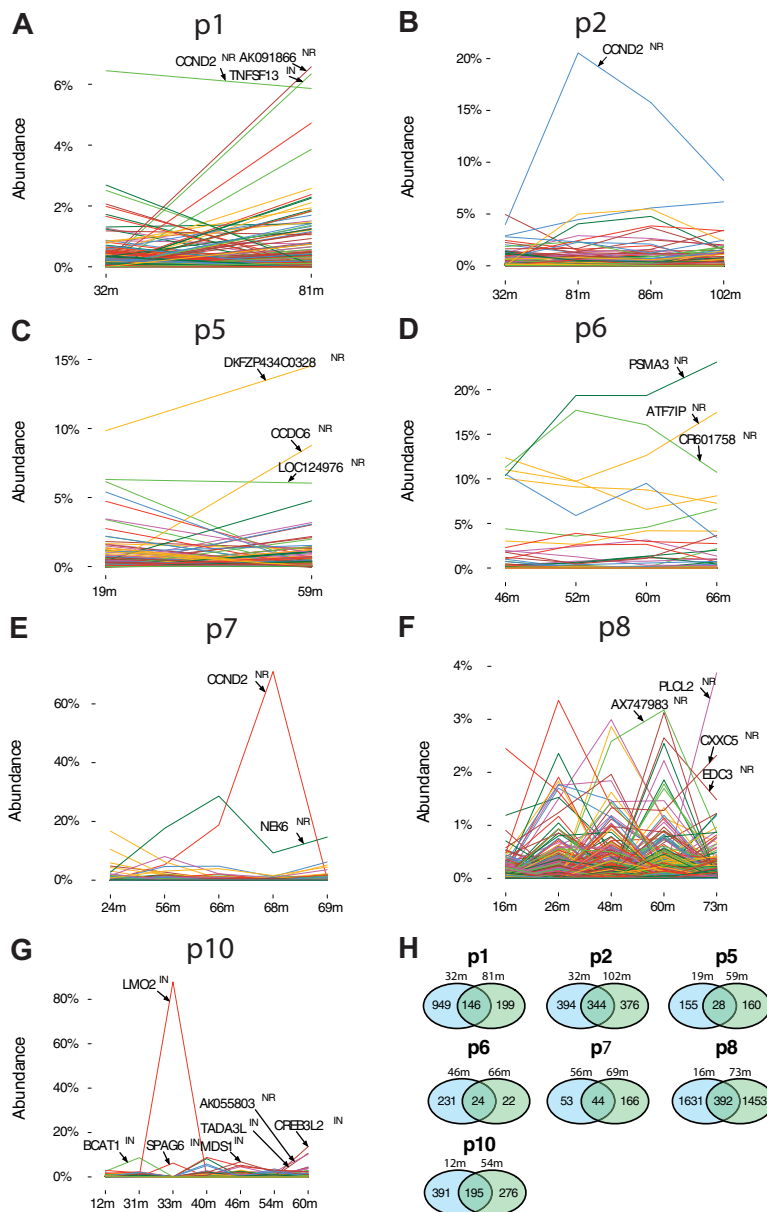 A p1
CCND2 NR AK091866 NR
TNFSF13 IN
Abundance
6%
4%
2%
0%
32m 81m
B p2
CCND2 NR
Abundance
20%
15%
10%
5%
0%
32m 81m 86m 102m
C p5
DKFZP434C0328 NR
CCDC6 NR
LOC124976 NR
Abundance
15%
10%
5%
0%
19m 59m
D p6
PSMA3 NR
ATF7IP NR
CR601758 NR
Abundance
20%
15%
10%
5%
0%
46m 52m 60m 66m
E p7
CCND2 NR
NEK6 NR
Abundance
60%
40%
20%
0%
24m 56m 66m 68m 69m
F p8
PLCL2 NR
AX747983 NR
CXXC5 NR
EDC3 NR
Abundance
4%
3%
2%
1%
0%
16m 26m 48m 60m 73m
G p10
LMO2 IN
AK055803 NR
TADA3L IN
CREB3L2 IN
BCAT1 IN SPAG6 IN MDS1 IN
Abundance
80%
60%
40%
20%
0%
12m 31m 33m 40m 46m 54m 60m
H
p1 p2 p5
32m 81m 32m 102m 19m 59m
949 146 199 394 344 376 155 28 160
p6 p7 p8
46m 66m 56m 69m 16m 73m
231 24 22 53 44 166 1631 392 1453
p10
12m 54m
391 195 276